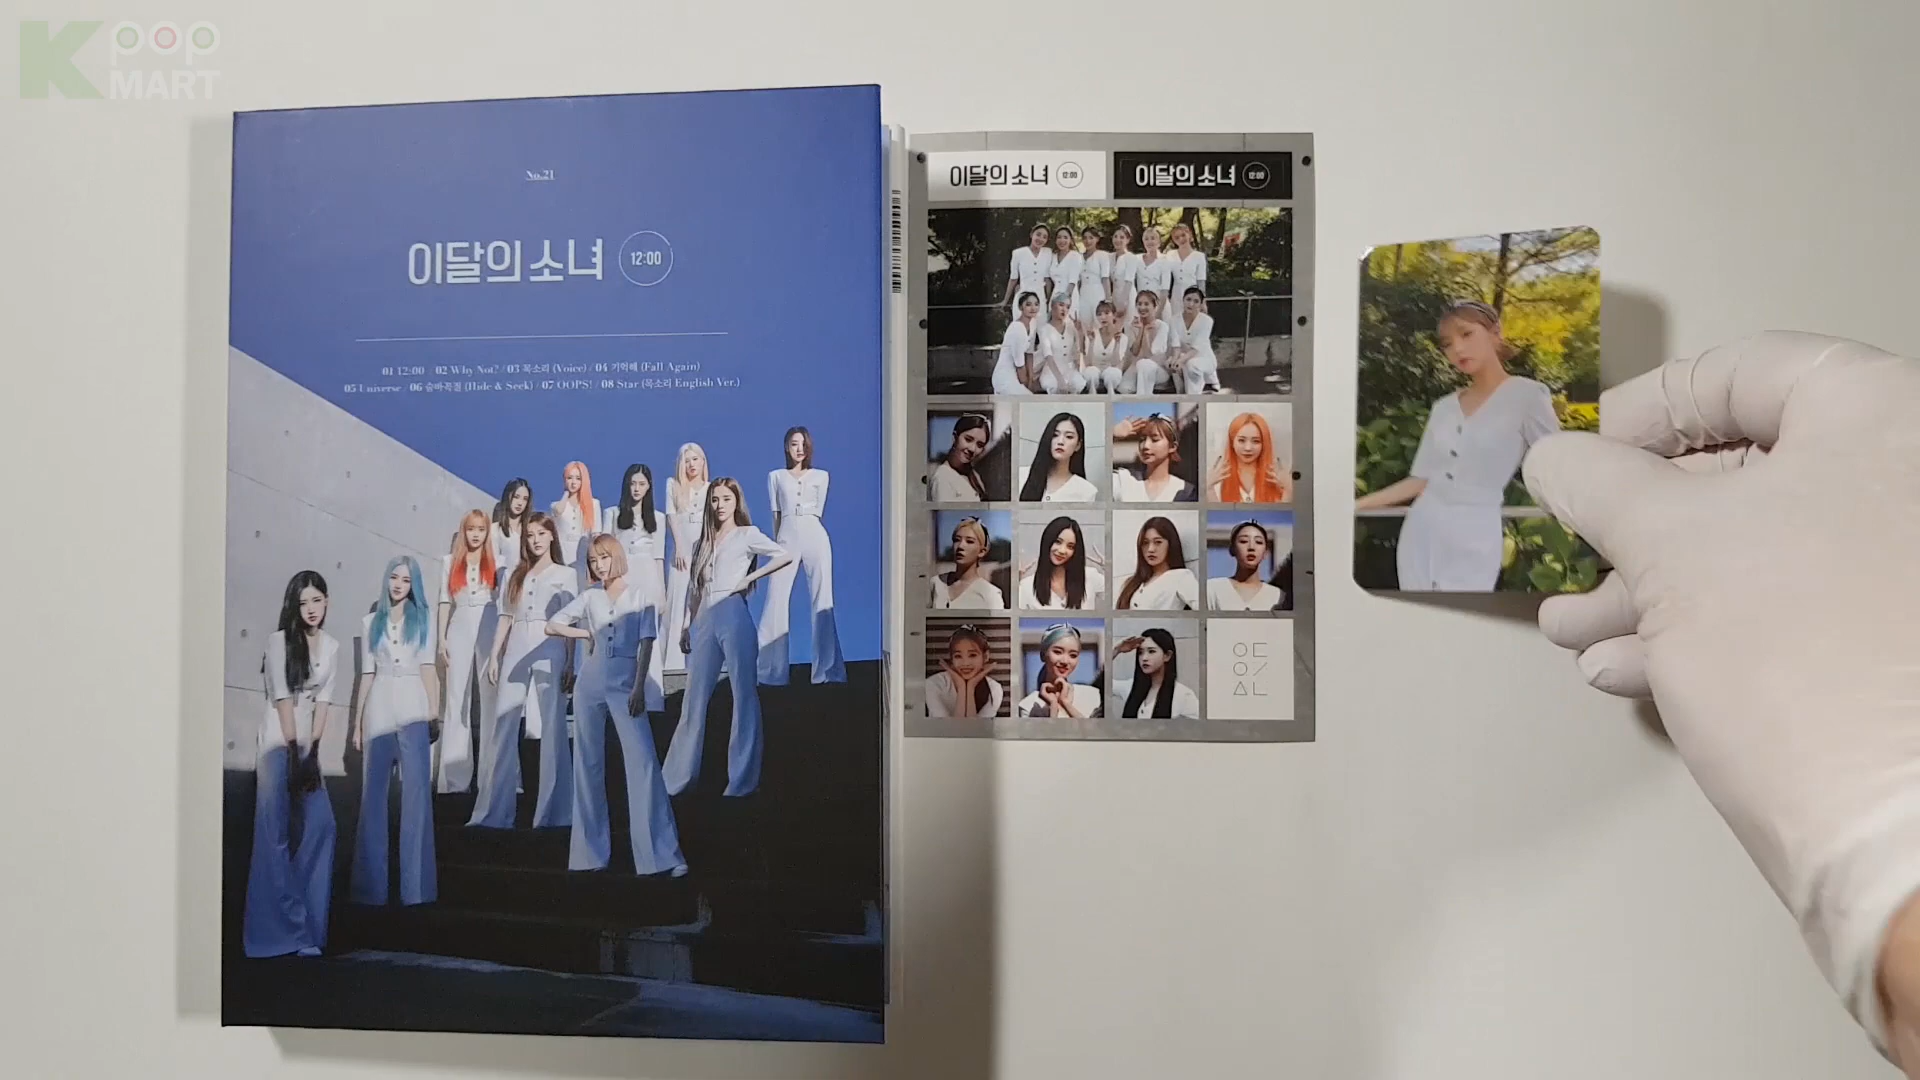 Kpop
MART
No.21
이달의 소녀 12:00
01 12:00 / 02 Why Not? / 03 목소리 (Voice) / 04 기억해 (Fall Again)
05 Universe / 06 숨바꼭질 (Hide & Seek) / 07 OOPS! / 08 Star (목소리 English Ver.)
이달의 소녀 12:00
이달의 소녀 12:00
ㅇㄷ
ㅇ/
ㅅㄴ